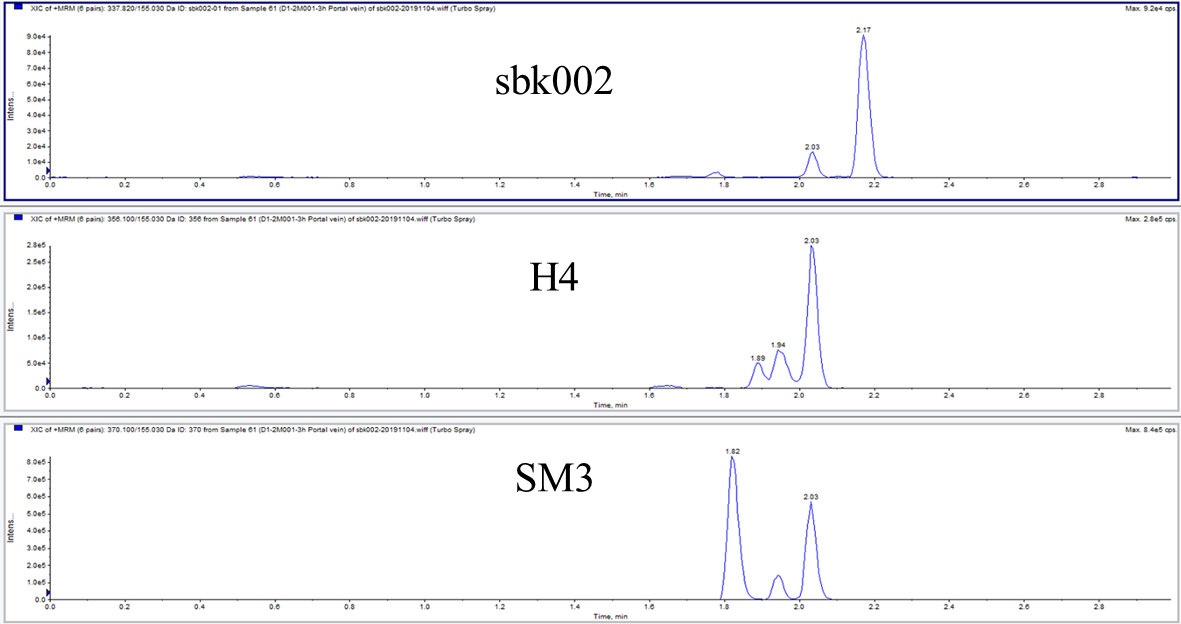 XIC of +MRM (6 pairs): 337.820/155.030 Da ID: sbk002-01 from Sample 61 (D1-2M001-3h Portal vein) of sbk002-20191104.wiff (Turbo Spray) Max. 9.2e4 cps.
2.17
9.0e4
8.0e4
sbk002
7.0e4
6.0e4
5.0e4
Intens...
4.0e4
3.0e4
2.0e4
2.03
1.0e4
0.0
0.0 0.2 0.4 0.6 0.8 1.0 1.2 1.4 1.6 1.8 2.0 2.2 2.4 2.6 2.8
Time, min
XIC of +MRM (6 pairs): 356.100/155.030 Da ID: 356 from Sample 61 (D1-2M001-3h Portal vein) of sbk002-20191104.wiff (Turbo Spray) Max. 2.8e5 cps.
2.03
2.8e5
2.5e5
H4
2.0e5
1.5e5
Intens...
1.0e5
1.89 1.94
5.0e4
0.0
0.0 0.2 0.4 0.6 0.8 1.0 1.2 1.4 1.6 1.8 2.0 2.2 2.4 2.6 2.8
Time, min
XIC of +MRM (6 pairs): 370.100/155.030 Da ID: 370 from Sample 61 (D1-2M001-3h Portal vein) of sbk002-20191104.wiff (Turbo Spray) Max. 8.4e5 cps.
1.82
8.0e5
SM3
7.0e5
6.0e5
2.03
5.0e5
Intens...
4.0e5
3.0e5
2.0e5
1.0e5
0.0
0.0 0.2 0.4 0.6 0.8 1.0 1.2 1.4 1.6 1.8 2.0 2.2 2.4 2.6 2.8
Time, min